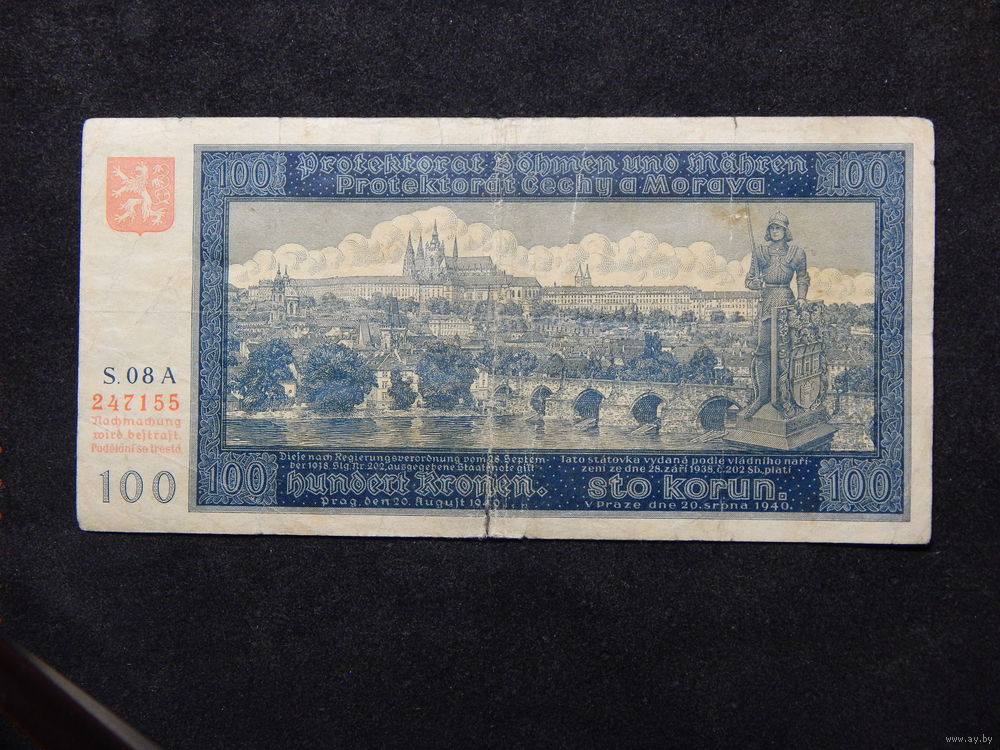 100 Protektorat Böhmen und Mähren 100
Protektorát Čechy a Morava
S. 08 A
247155
Nachmachung
wird bestraft.
Padělání se trestá.
100
100
Diese nach Regierungsverordnung vom 28. Septem-
ber 1938, Slg. Nr. 202, ausgegebene Staatsnote gilt
hundert Kronen.
Prag, den 20. August 1940.
Tato státovka vydaná podle vládního naří-
zení ze dne 28. září 1938, č. 202 Sb., platí
sto korun.
V Praze dne 20. srpna 1940.
100
www.ay.by